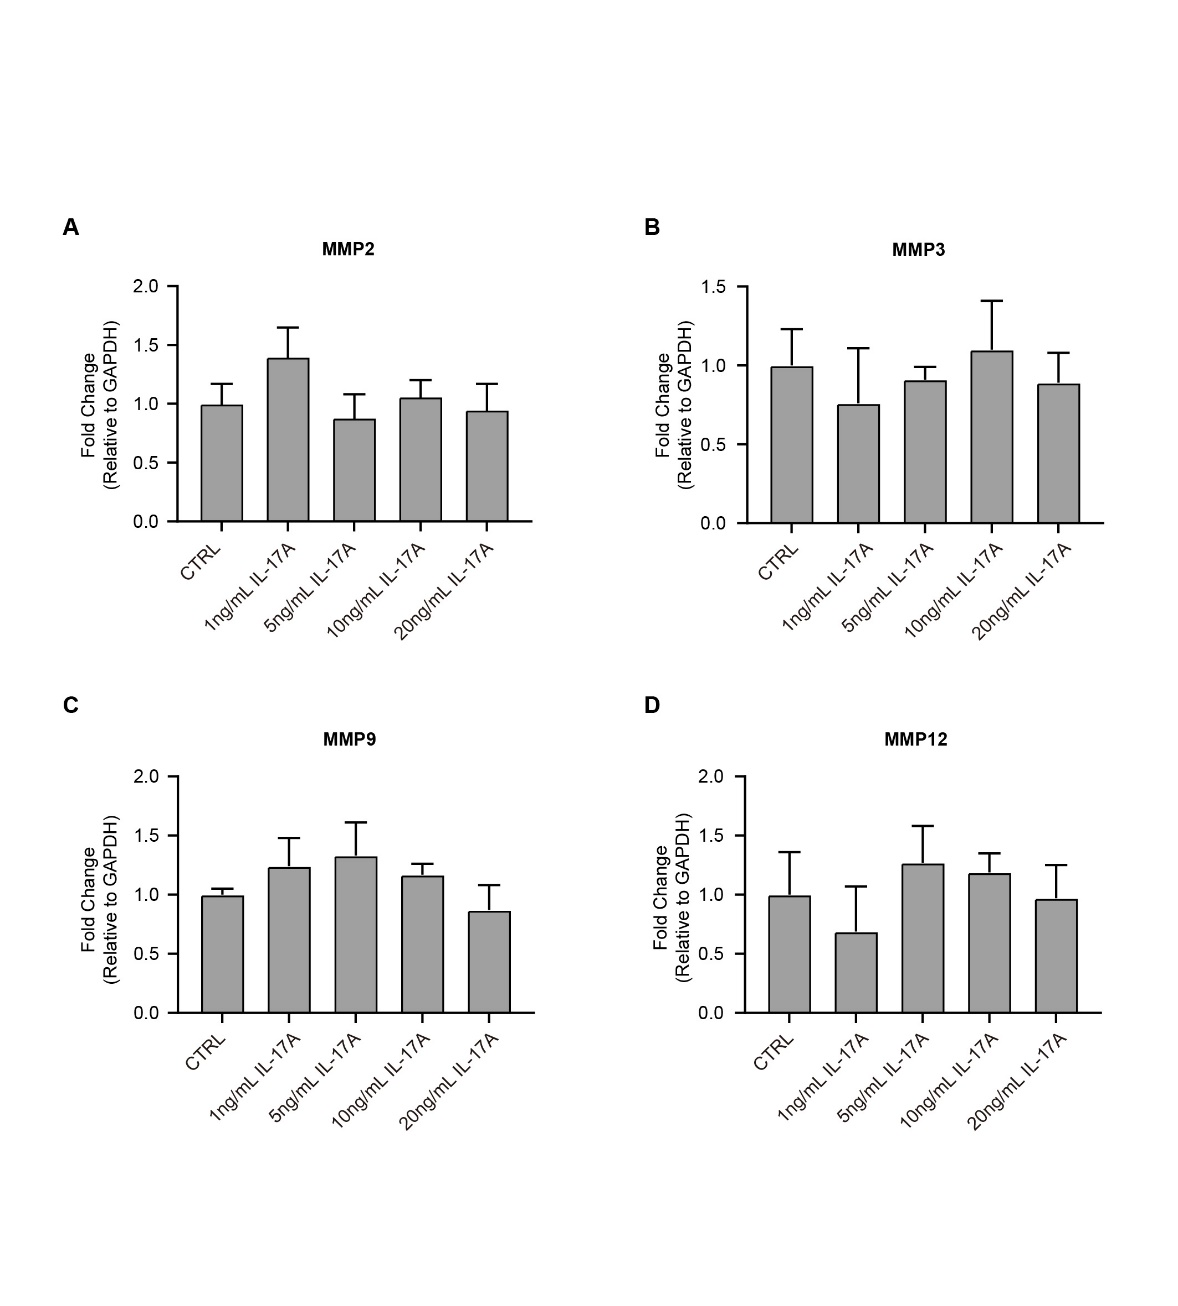 A
MMP2
Fold Change
(Relative to GAPDH)
2.0
1.5
1.0
0.5
0.0
CTRL
1ng/mL IL-17A
5ng/mL IL-17A
10ng/mL IL-17A
20ng/mL IL-17A
B
MMP3
Fold Change
(Relative to GAPDH)
1.5
1.0
0.5
0.0
CTRL
1ng/mL IL-17A
5ng/mL IL-17A
10ng/mL IL-17A
20ng/mL IL-17A
C
MMP9
Fold Change
(Relative to GAPDH)
2.0
1.5
1.0
0.5
0.0
CTRL
1ng/mL IL-17A
5ng/mL IL-17A
10ng/mL IL-17A
20ng/mL IL-17A
D
MMP12
Fold Change
(Relative to GAPDH)
2.0
1.5
1.0
0.5
0.0
CTRL
1ng/mL IL-17A
5ng/mL IL-17A
10ng/mL IL-17A
20ng/mL IL-17A